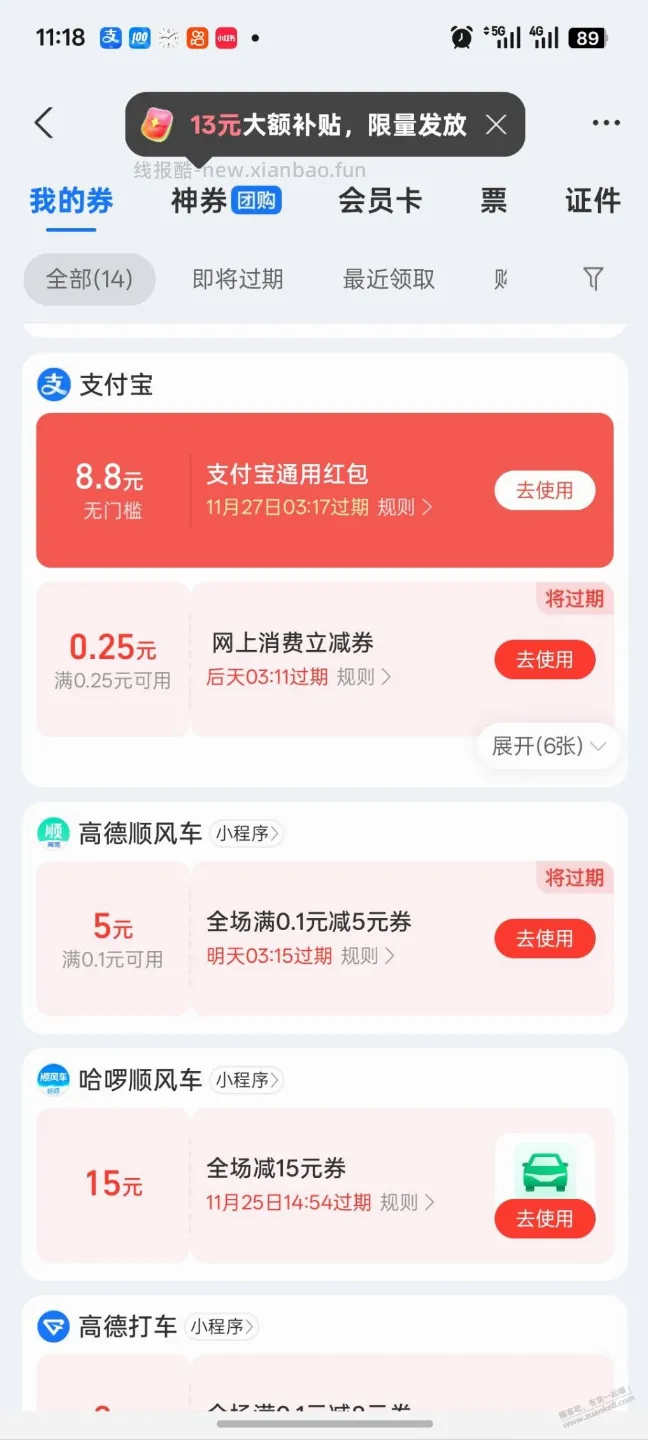 11:18
5G
4G
89
13元大额补贴，限量发放
线报酷-new.xianbao.fun
我的券
神券 团购
会员卡
票
证件
全部(14)
即将过期
最近领取
支 支付宝
8.8元
无门槛
支付宝通用红包
11月27日03:17过期 规则
去使用
将过期
0.25元
满0.25元可用
网上消费立减券
后天03:11过期 规则
去使用
展开(6张)
顺 高德顺风车 小程序
将过期
5元
满0.1元可用
全场满0.1元减5元券
明天03:15过期 规则
去使用
顺风车 哈啰顺风车 小程序
15元
全场减15元券
11月25日14:54过期 规则
去使用
高德打车 小程序
www.zuanke8.com